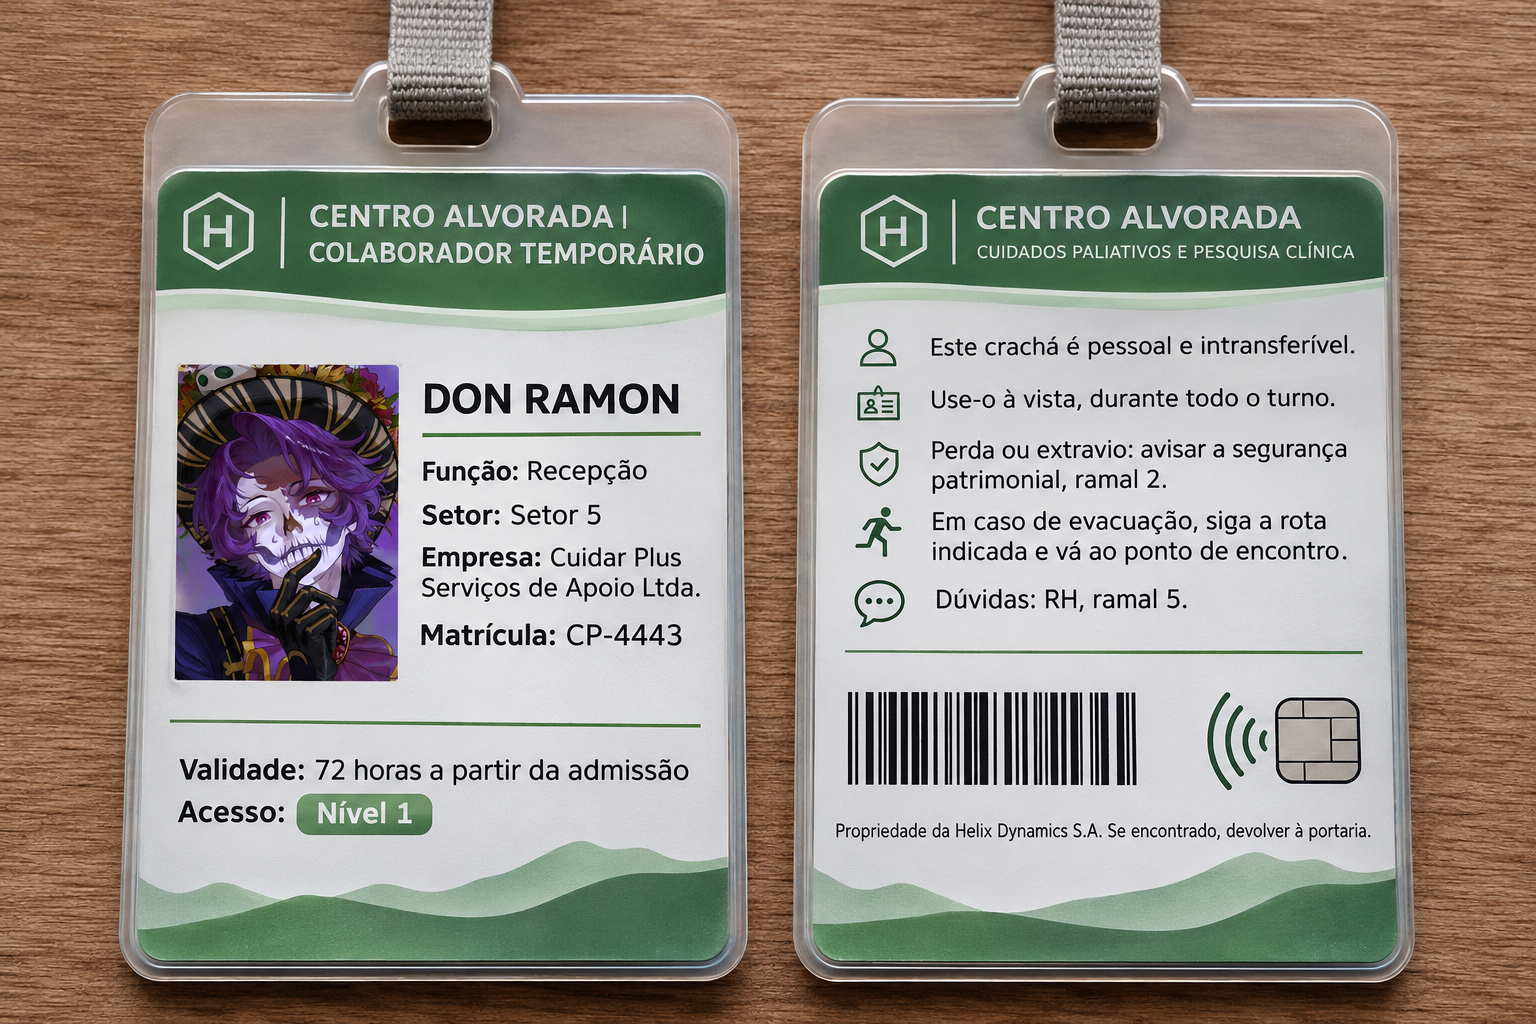 H
CENTRO ALVORADA |
COLABORADOR TEMPORÁRIO
DON RAMON
Função: Recepção
Setor: Setor 5
Empresa: Cuidar Plus
Serviços de Apoio Ltda.
Matrícula: CP-4443
Validade: 72 horas a partir da admissão
Acesso: Nível 1
H
CENTRO ALVORADA
CUIDADOS PALIATIVOS E PESQUISA CLÍNICA
Este crachá é pessoal e intransferível.
Use-o à vista, durante todo o turno.
Perda ou extravio: avisar a segurança
patrimonial, ramal 2.
Em caso de evacuação, siga a rota
indicada e vá ao ponto de encontro.
Dúvidas: RH, ramal 5.
Propriedade da Helix Dynamics S.A. Se encontrado, devolver à portaria.